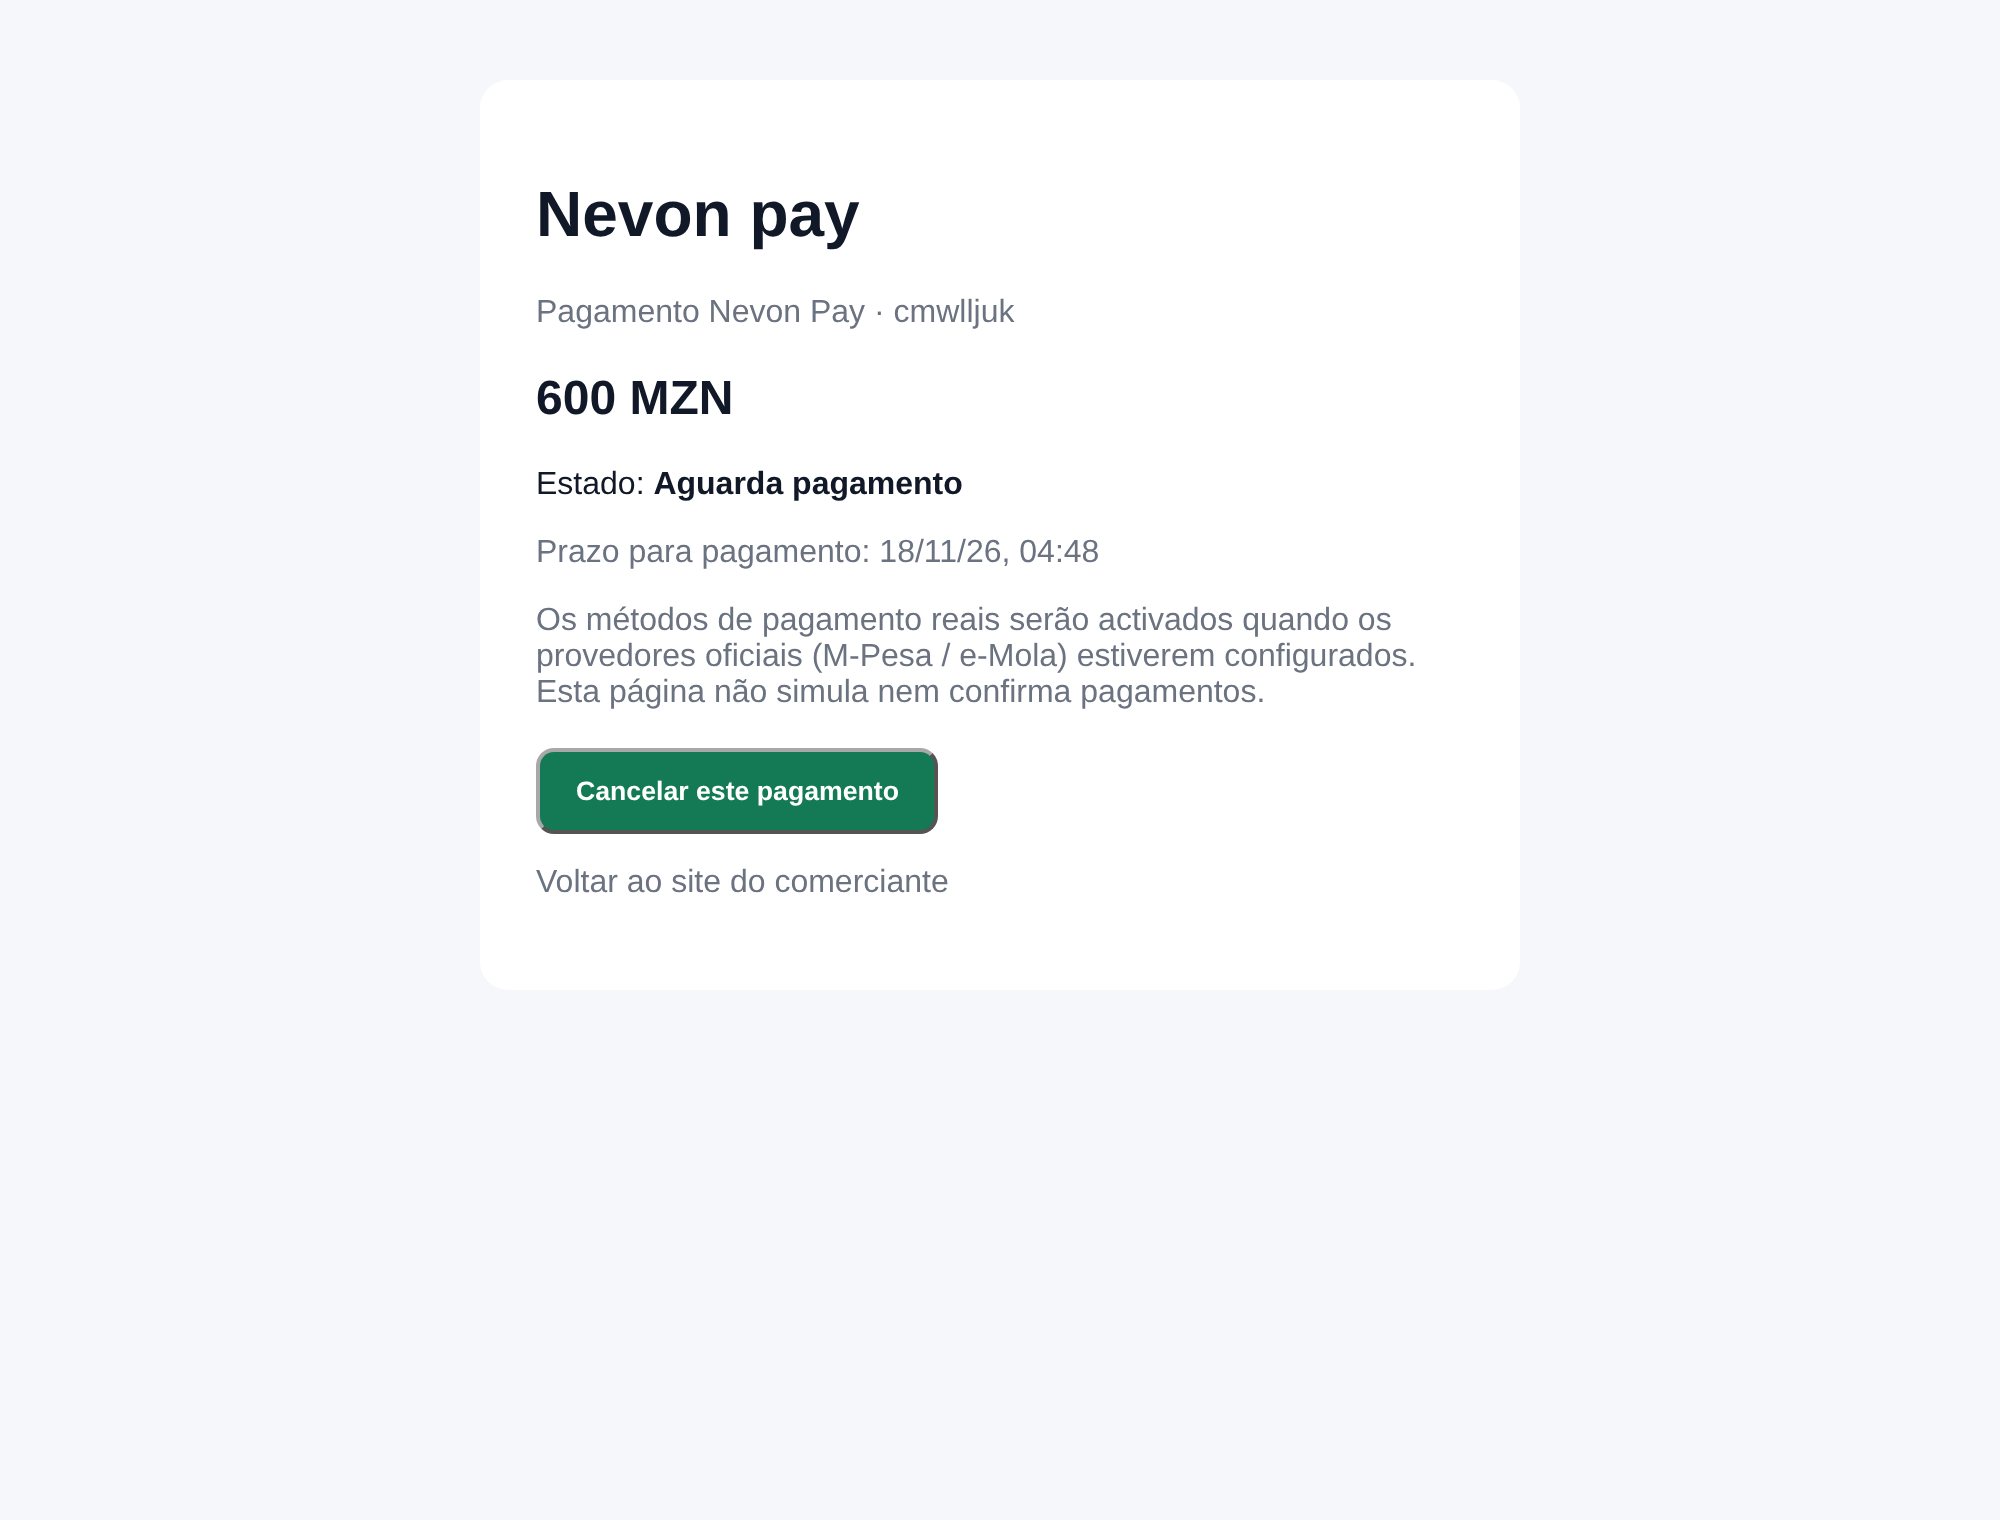 Nevon pay
Pagamento Nevon Pay · cmwlljuk
600 MZN
Estado: Aguarda pagamento
Prazo para pagamento: 18/11/26, 04:48
Os métodos de pagamento reais serão activados quando os
provedores oficiais (M-Pesa / e-Mola) estiverem configurados.
Esta página não simula nem confirma pagamentos.
Cancelar este pagamento
Voltar ao site do comerciante